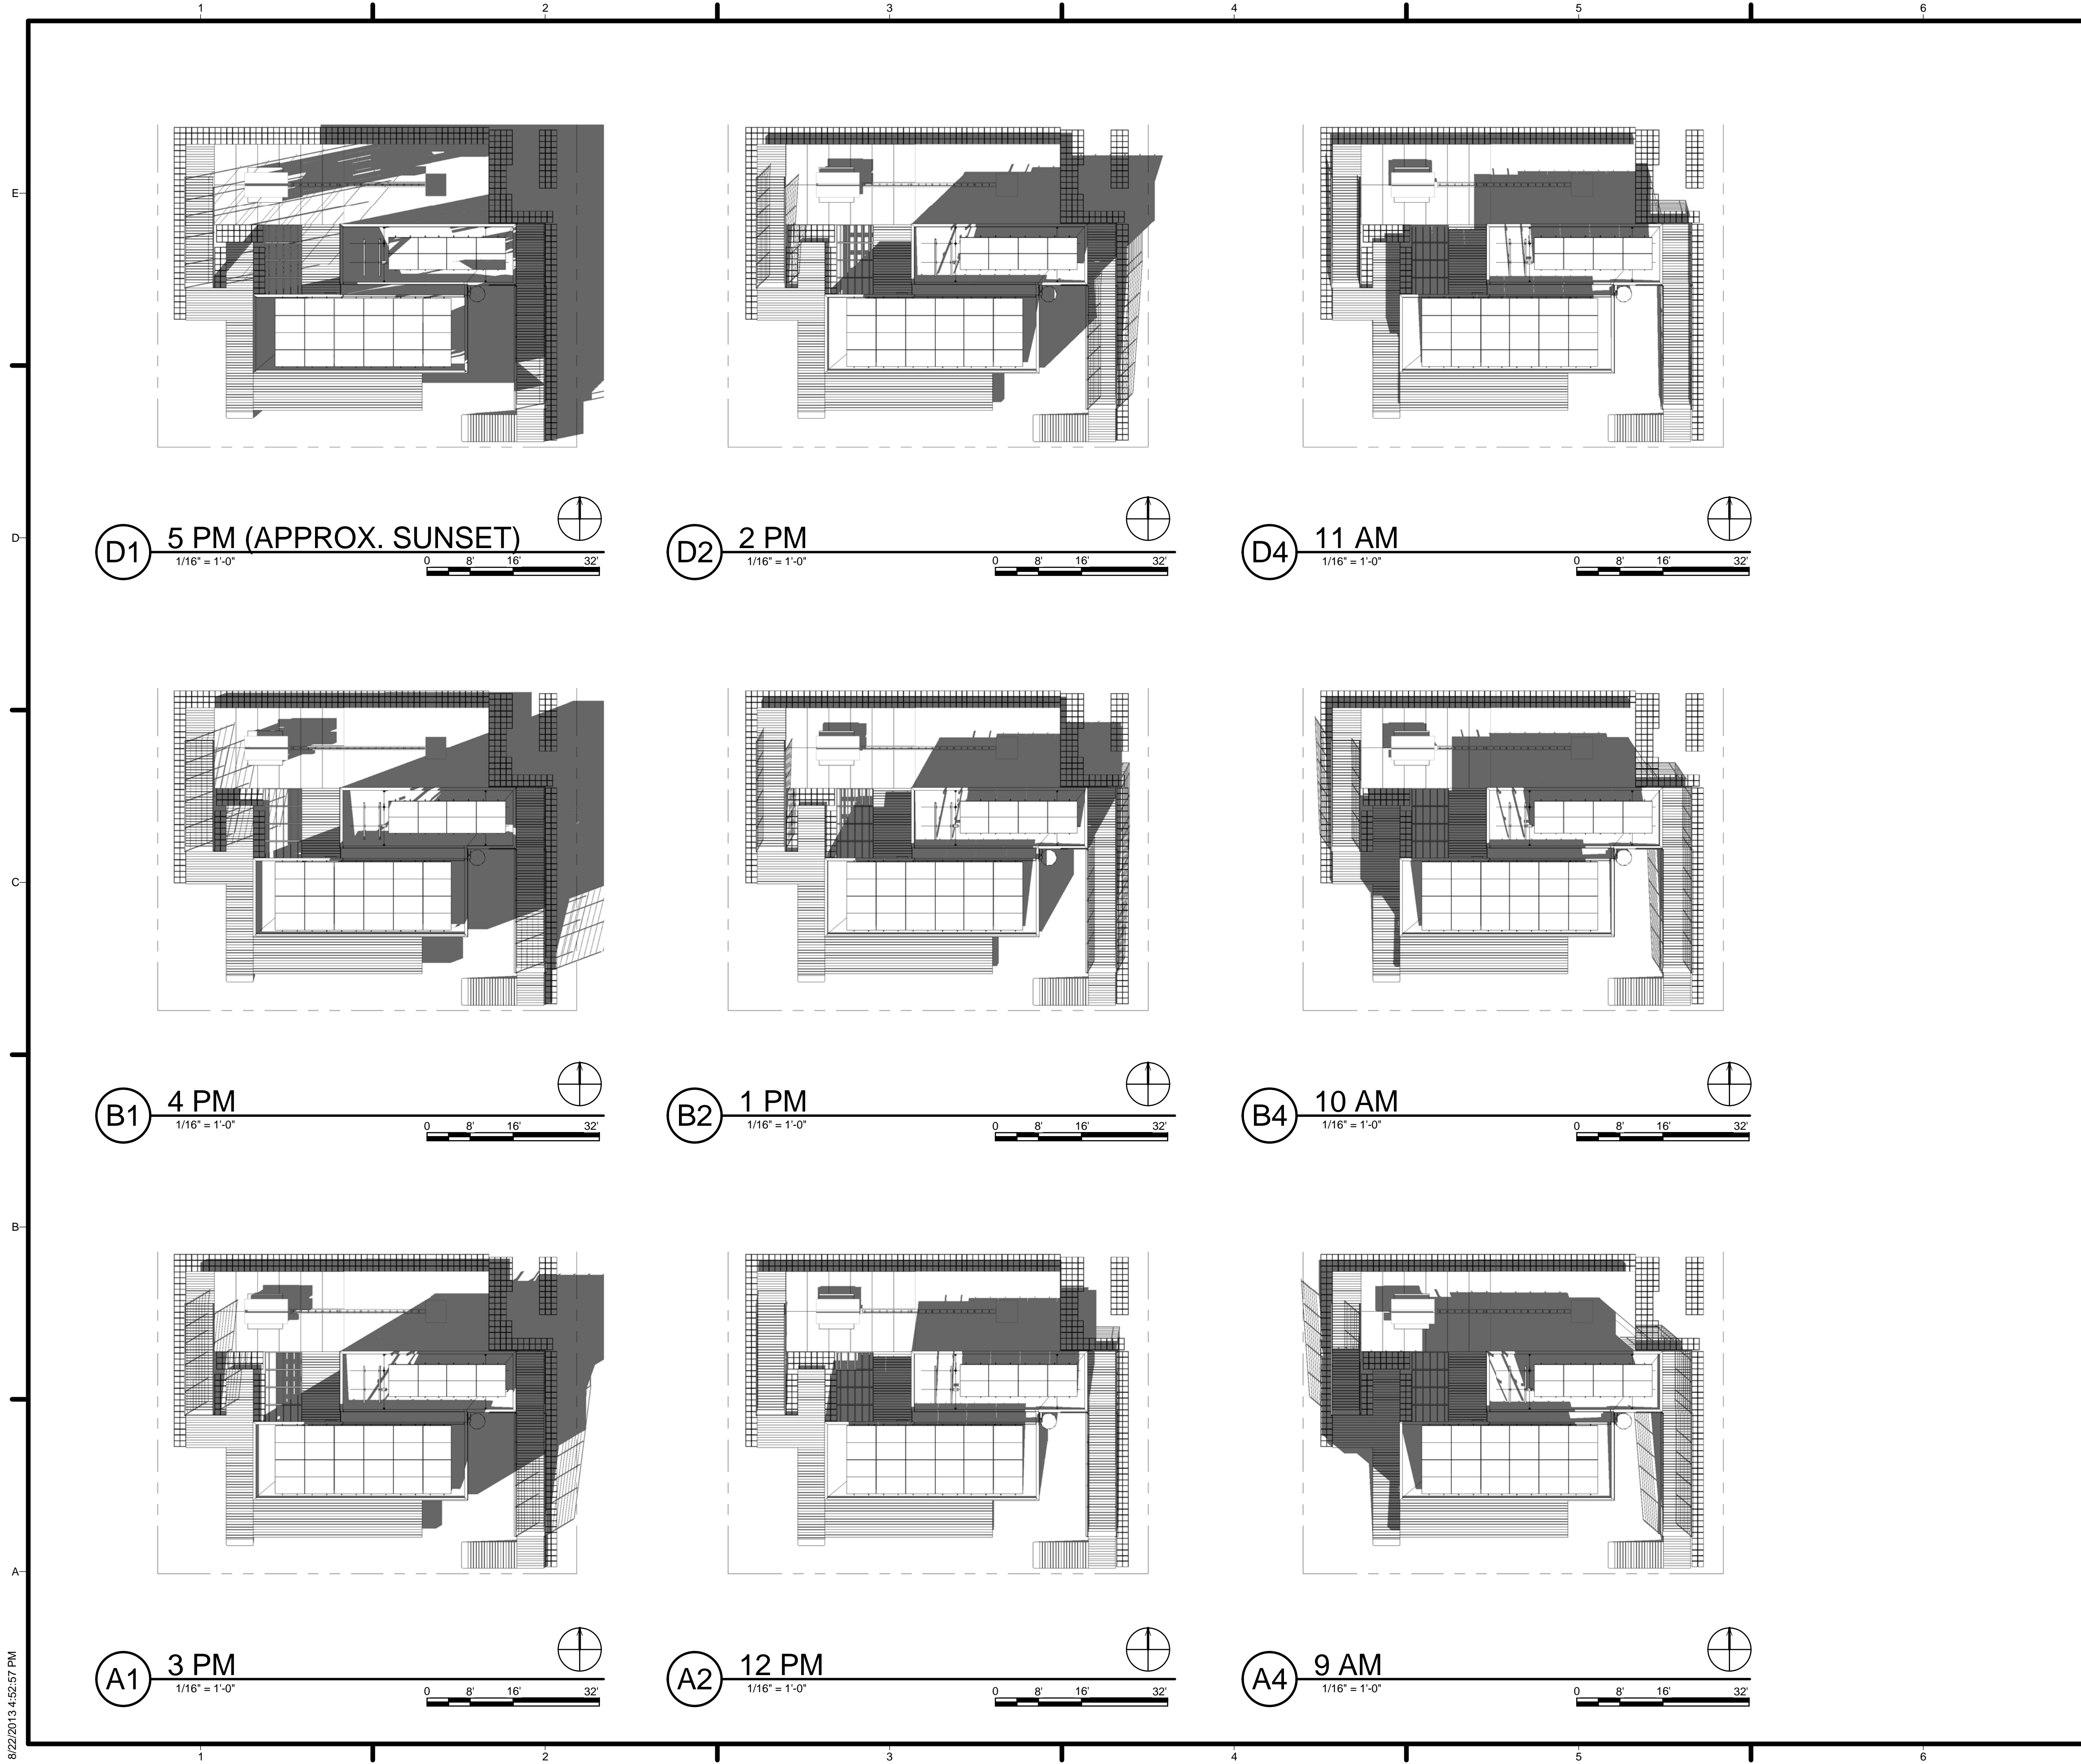 1 2 3 4 5 6
E
D1 5 PM (APPROX. SUNSET)
1/16" = 1'-0"
0 8' 16' 32'
D2 2 PM
1/16" = 1'-0"
0 8' 16' 32'
D4 11 AM
1/16" = 1'-0"
0 8' 16' 32'
D
B1 4 PM
1/16" = 1'-0"
0 8' 16' 32'
B2 1 PM
1/16" = 1'-0"
0 8' 16' 32'
B4 10 AM
1/16" = 1'-0"
0 8' 16' 32'
C
B
A1 3 PM
1/16" = 1'-0"
0 8' 16' 32'
A2 12 PM
1/16" = 1'-0"
0 8' 16' 32'
A4 9 AM
1/16" = 1'-0"
0 8' 16' 32'
A
8/22/2013 4:52:57 PM
1 2 3 4 5 6